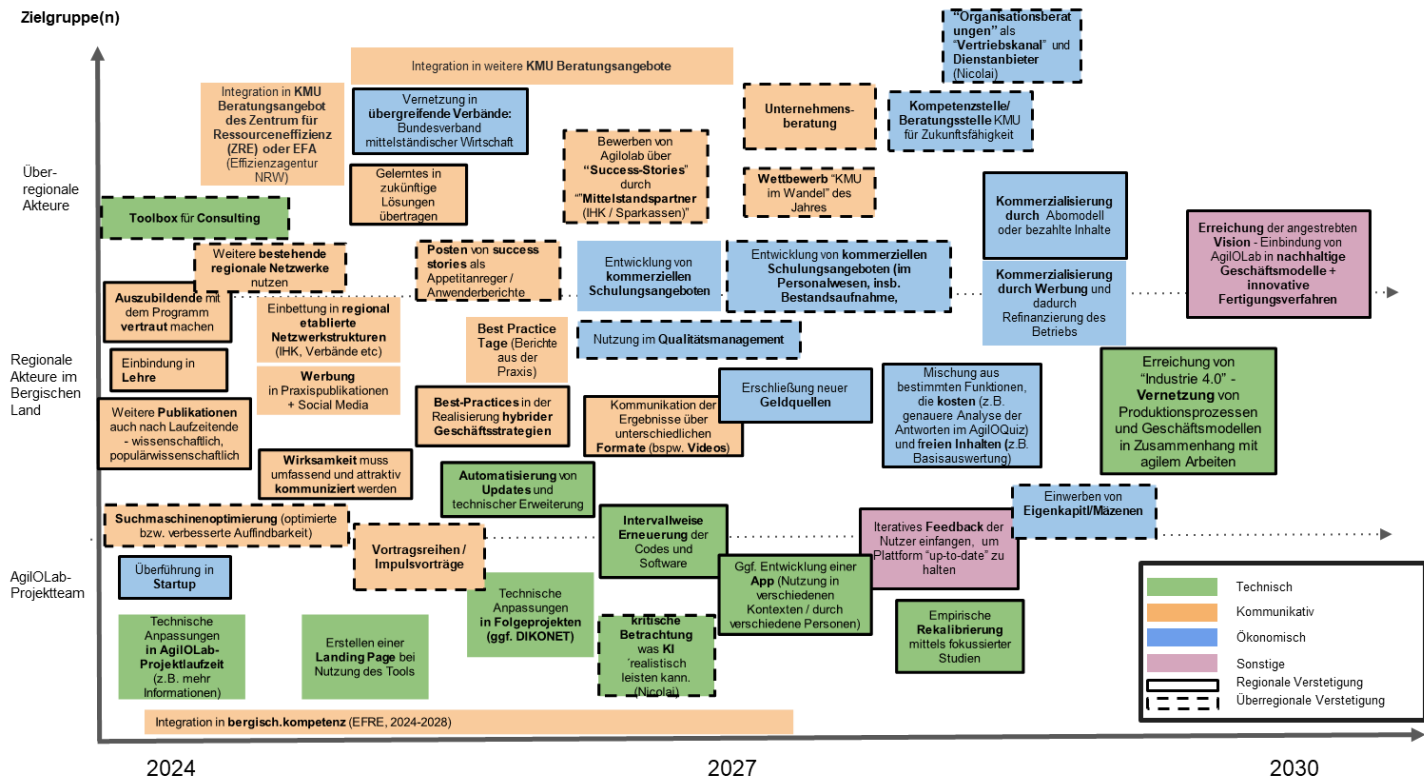 Zielgruppe(n)
"Organisationsberat
ungen" als
"Vertriebskanal" und
Dienstanbieter
(Nicolai)
Integration in weitere KMU Beratungsangebote
Integration in KMU
Beratungsangebot
des Zentrum für
Ressourceneffizienz
(ZRE) oder EFA
(Effizienzagentur
NRW)
Vernetzung in
übergreifende Verbände:
Bundesverband
mittelständischer Wirtschaft
Unternehmens-
beratung
Kompetenzstelle/
Beratungsstelle KMU
für Zukunftsfähigkeit
Bewerben von
Agilolab über
"Success-Stories"
durch
""Mittelstandspartner
(IHK / Sparkassen)"
Über-
regionale
Akteure
Gelerntes in
zukünftige
Lösungen
übertragen
Wettbewerb "KMU
im Wandel" des
Jahres
Kommerzialisierung
durch Abomodell
oder bezahlte Inhalte
Toolbox für Consulting
Erreichung der angestrebten
Vision - Einbindung von
AgilOLab in nachhaltige
Geschäftsmodelle +
innovative
Fertigungsverfahren
Weitere bestehende
regionale Netzwerke
nutzen
Posten von success
stories als
Appetitanreger /
Anwenderberichte
Entwicklung von
kommerziellen
Schulungsangeboten
Entwicklung von kommerziellen
Schulungsangeboten (im
Personalwesen, insb.
Bestandsaufnahme,
Kommerzialisierung
durch Werbung und
dadurch
Refinanzierung des
Betriebs
Auszubildende mit
dem Programm
vertraut machen
Einbettung in regional
etablierte
Netzwerkstrukturen
(IHK, Verbände etc)
Best Practice
Tage (Berichte
aus der
Praxis)
Nutzung im Qualitätsmanagement
Regionale
Akteure im
Bergischen
Land
Einbindung in
Lehre
Werbung
in Praxispublikationen
+ Social Media
Erschließung neuer
Geldquellen
Mischung aus
bestimmten Funktionen,
die kosten (z.B.
genauere Analyse der
Antworten im AgilOQuiz)
und freien Inhalten (z.B.
Basisauswertung)
Erreichung von
"Industrie 4.0" -
Vernetzung von
Produktionsprozessen
und Geschäftsmodellen
in Zusammenhang mit
agilem Arbeiten
Weitere Publikationen
auch nach Laufzeitende
- wissenschaftlich,
populärwissenschaftlich
Best-Practices in der
Realisierung hybrider
Geschäftsstrategien
Kommunikation der
Ergebnisse über
unterschiedlichen
Formate (bspw. Videos)
Wirksamkeit muss
umfassend und attraktiv
kommuniziert werden
Automatisierung von
Updates und
technischer Erweiterung
Suchmaschinenoptimierung (optimierte
bzw. verbesserte Auffindbarkeit)
Vortragsreihen /
Impulsvorträge
Intervallweise
Erneuerung der
Codes und
Software
Iteratives Feedback der
Nutzer einfangen, um
Plattform "up-to-date" zu
halten
Einwerben von
Eigenkapitl/Mäzenen
AgilOLab-
Projektteam
Überführung in
Startup
Technische
Anpassungen
in Folgeprojekten
(ggf. DIKONET)
Ggf. Entwicklung einer
App (Nutzung in
verschiedenen
Kontexten / durch
verschiedene Personen)
Technische
Anpassungen
in AgilOLab-
Projektlaufzeit
(z.B. mehr
Informationen)
Erstellen einer
Landing Page bei
Nutzung des Tools
kritische
Betrachtung
was KI
´realistisch
leisten kann.
(Nicolai)
Empirische
Rekalibrierung
mittels fokussierter
Studien
Technisch
Kommunikativ
Ökonomisch
Sonstige
Regionale Verstetigung
Überregionale Verstetigung
Integration in bergisch.kompetenz (EFRE, 2024-2028)
2024
2027
2030